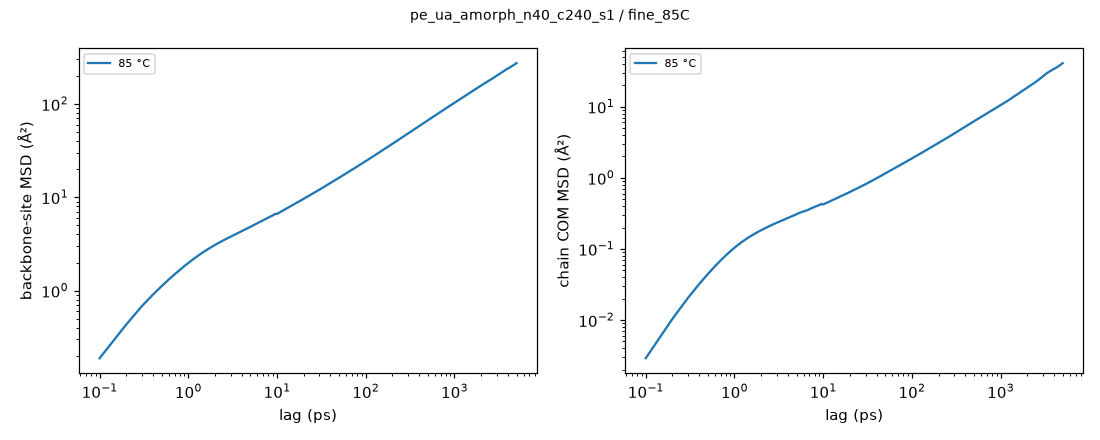 pe_ua_amorph_n40_c240_s1 / fine_85C
85 °C
backbone-site MSD (Å²)
10²
10¹
10⁰
10⁻¹ 10⁰ 10¹ 10² 10³
lag (ps)
85 °C
chain COM MSD (Å²)
10¹
10⁰
10⁻¹
10⁻²
10⁻¹ 10⁰ 10¹ 10² 10³
lag (ps)